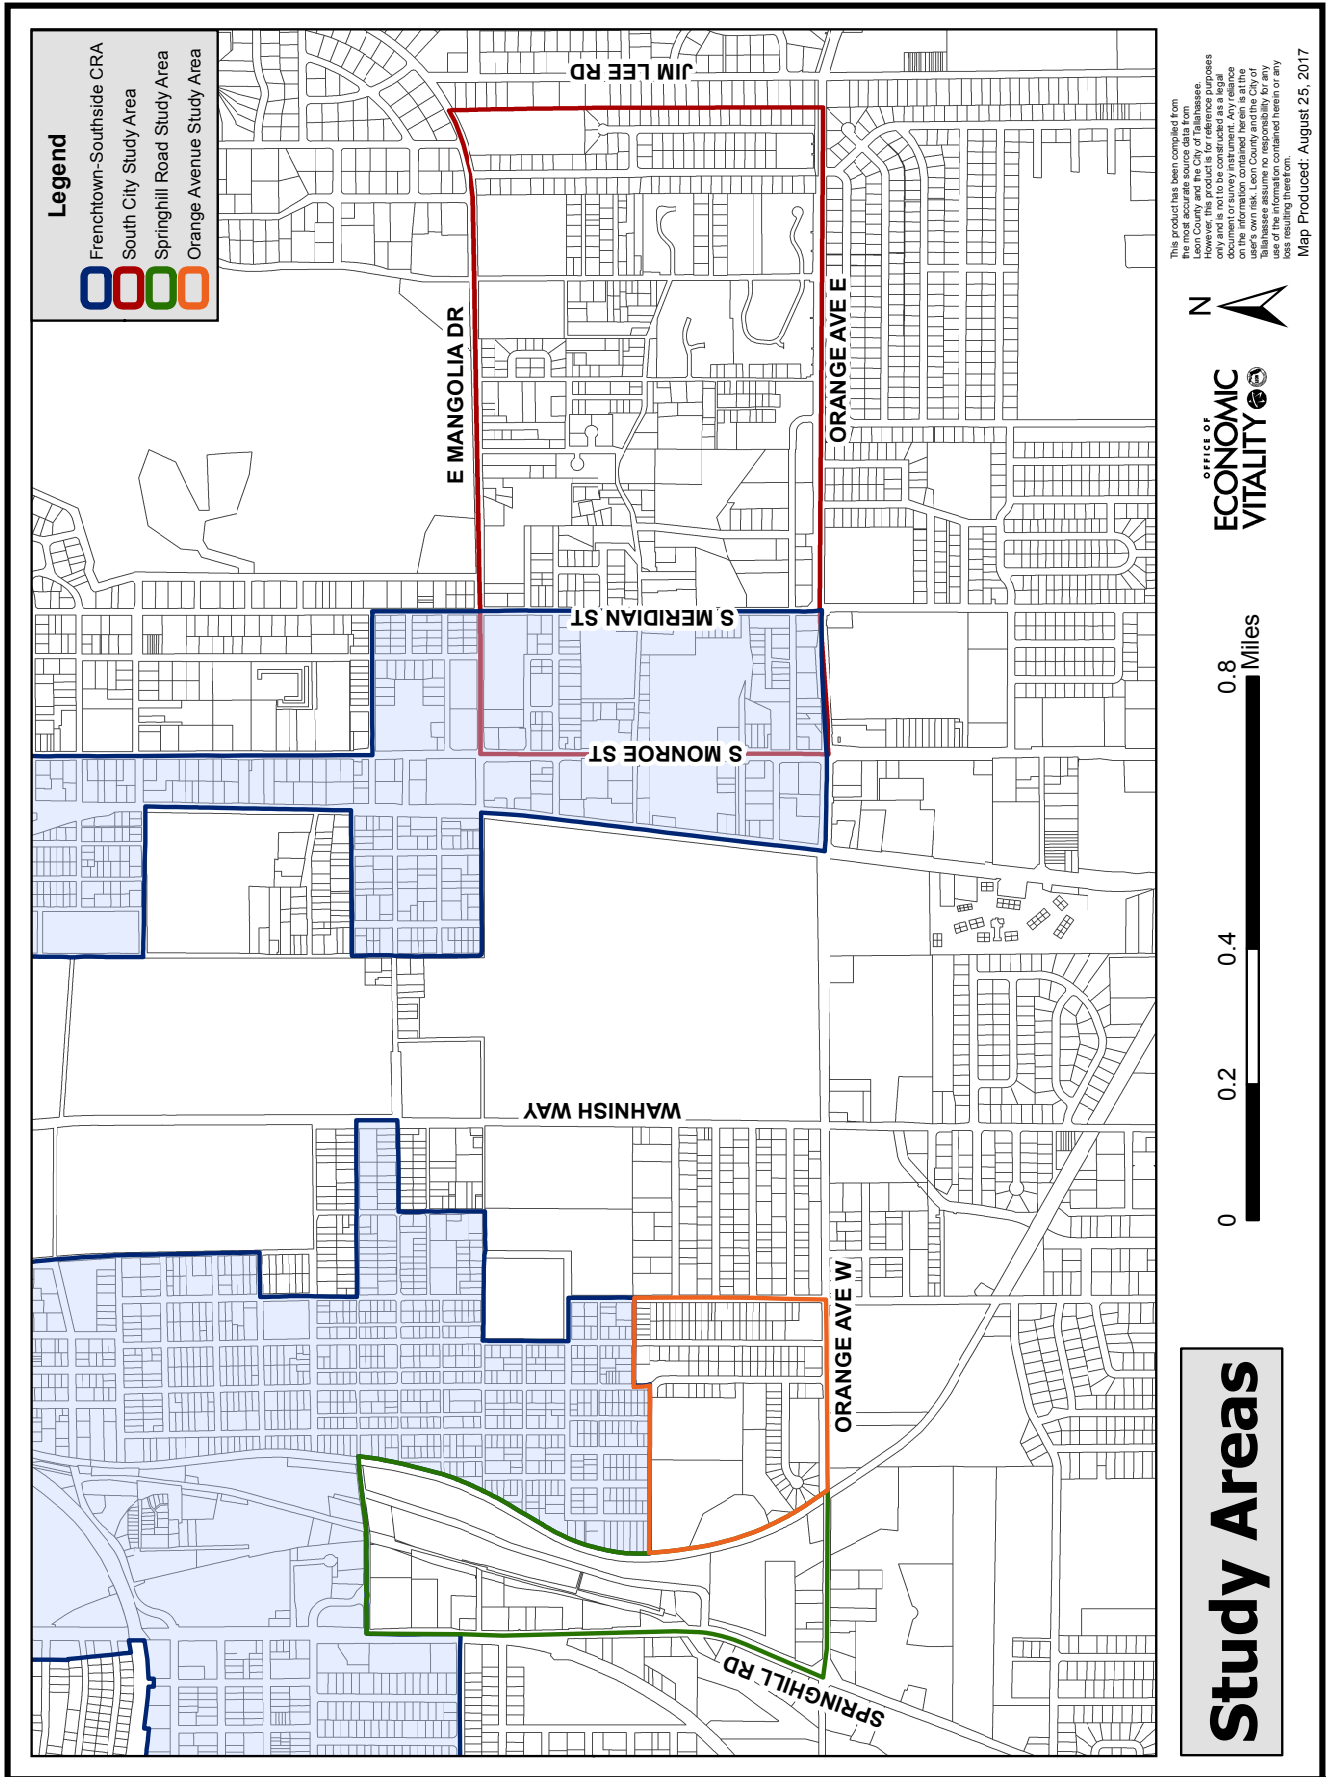 Legend
Frenchtown-Southside CRA
South City Study Area
Springhill Road Study Area
Orange Avenue Study Area
JIM LEE RD
E MANGOLIA DR
ORANGE AVE E
S MERIDIAN ST
S MONROE ST
WAHNISH WAY
ORANGE AVE W
SPRINGHILL RD
Study Areas
0 0.2 0.4 0.8
Miles
OFFICE OF
ECONOMIC
VITALITY
N
This product has been compiled from
the most accurate source data from
Leon County and the City of Tallahassee.
However, this product is for reference purposes
only and is not to be constructed as a legal
document or survey instrument. Any reliance
on the information contained herein is at the
user's own risk. Leon County and the City of
Tallahassee assume no responsibility for any
use of the information contained herein or any
loss resulting therefrom.
Map Produced: August 25, 2017